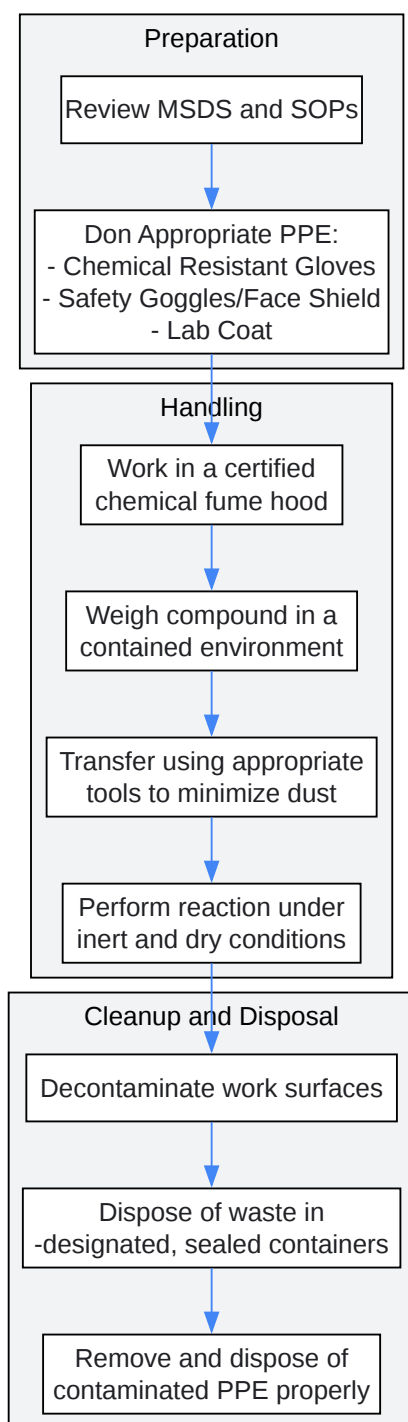 Preparation
Review MSDS and SOPs
Don Appropriate PPE:
- Chemical Resistant Gloves
- Safety Goggles/Face Shield
- Lab Coat
Handling
Work in a certified
chemical fume hood
Weigh compound in a
contained environment
Transfer using appropriate
tools to minimize dust
Perform reaction under
inert and dry conditions
Cleanup and Disposal
Decontaminate work surfaces
Dispose of waste in
-designated, sealed containers
Remove and dispose of
contaminated PPE properly